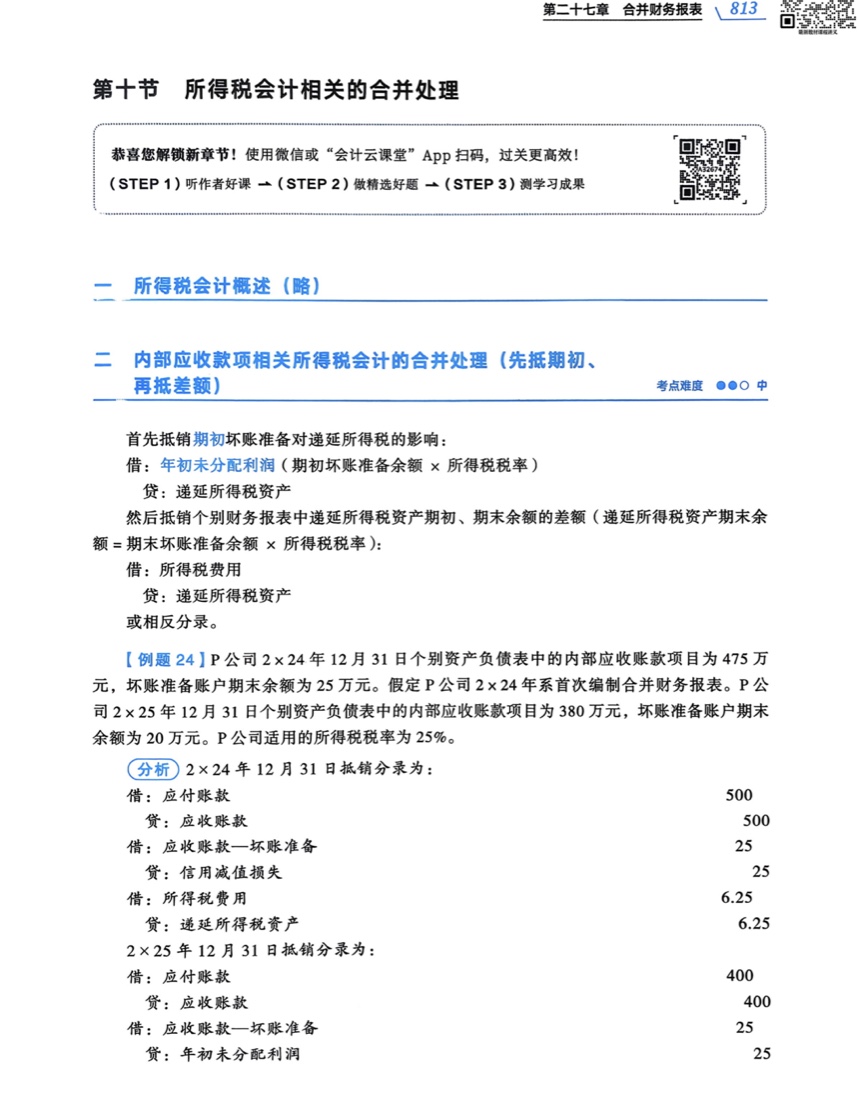 第二十七章 合并财务报表 813
第十节 所得税会计相关的合并处理
恭喜您解锁新章节！使用微信或“会计云课堂”App 扫码，过关更高效！
（STEP 1）听作者好课 →（STEP 2）做精选好题 →（STEP 3）测学习成果
一 所得税会计概述（略）
二 内部应收款项相关所得税会计的合并处理（先抵期初、
再抵差额）
考点难度 ●●○ 中
首先抵销期初坏账准备对递延所得税的影响：
借：年初未分配利润（期初坏账准备余额 × 所得税税率）
贷：递延所得税资产
然后抵销个别财务报表中递延所得税资产期初、期末余额的差额（递延所得税资产期末余
额 = 期末坏账准备余额 × 所得税税率）：
借：所得税费用
贷：递延所得税资产
或相反分录。
【例题 24】P 公司 2×24 年 12 月 31 日个别资产负债表中的内部应收账款项目为 475 万
元，坏账准备账户期末余额为 25 万元。假定 P 公司 2×24 年系首次编制合并财务报表。P 公
司 2×25 年 12 月 31 日个别资产负债表中的内部应收账款项目为 380 万元，坏账准备账户期末
余额为 20 万元。P 公司适用的所得税税率为 25%。
分析 2×24 年 12 月 31 日抵销分录为：
借：应付账款 500
贷：应收账款 500
借：应收账款—坏账准备 25
贷：信用减值损失 25
借：所得税费用 6.25
贷：递延所得税资产 6.25
2×25 年 12 月 31 日抵销分录为：
借：应付账款 400
贷：应收账款 400
借：应收账款—坏账准备 25
贷：年初未分配利润 25